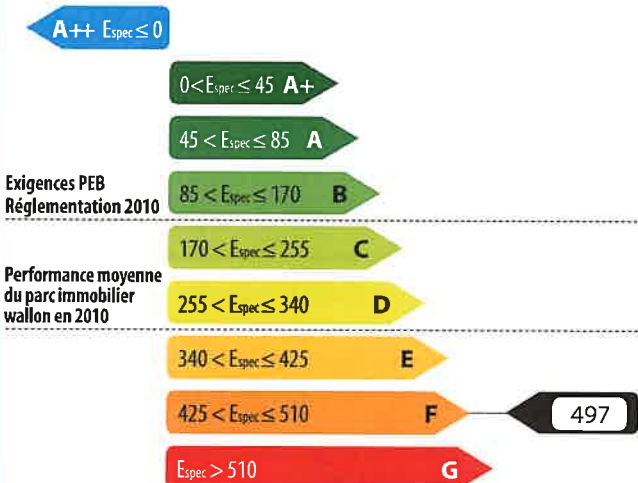 A++ Espec ≤ 0
0 < Espec ≤ 45 A+
45 < Espec ≤ 85 A
Exigences PEB
Réglementation 2010
85 < Espec ≤ 170 B
170 < Espec ≤ 255 C
Performance moyenne
du parc immobilier
wallon en 2010
255 < Espec ≤ 340 D
340 < Espec ≤ 425 E
425 < Espec ≤ 510 F
497
Espec > 510 G